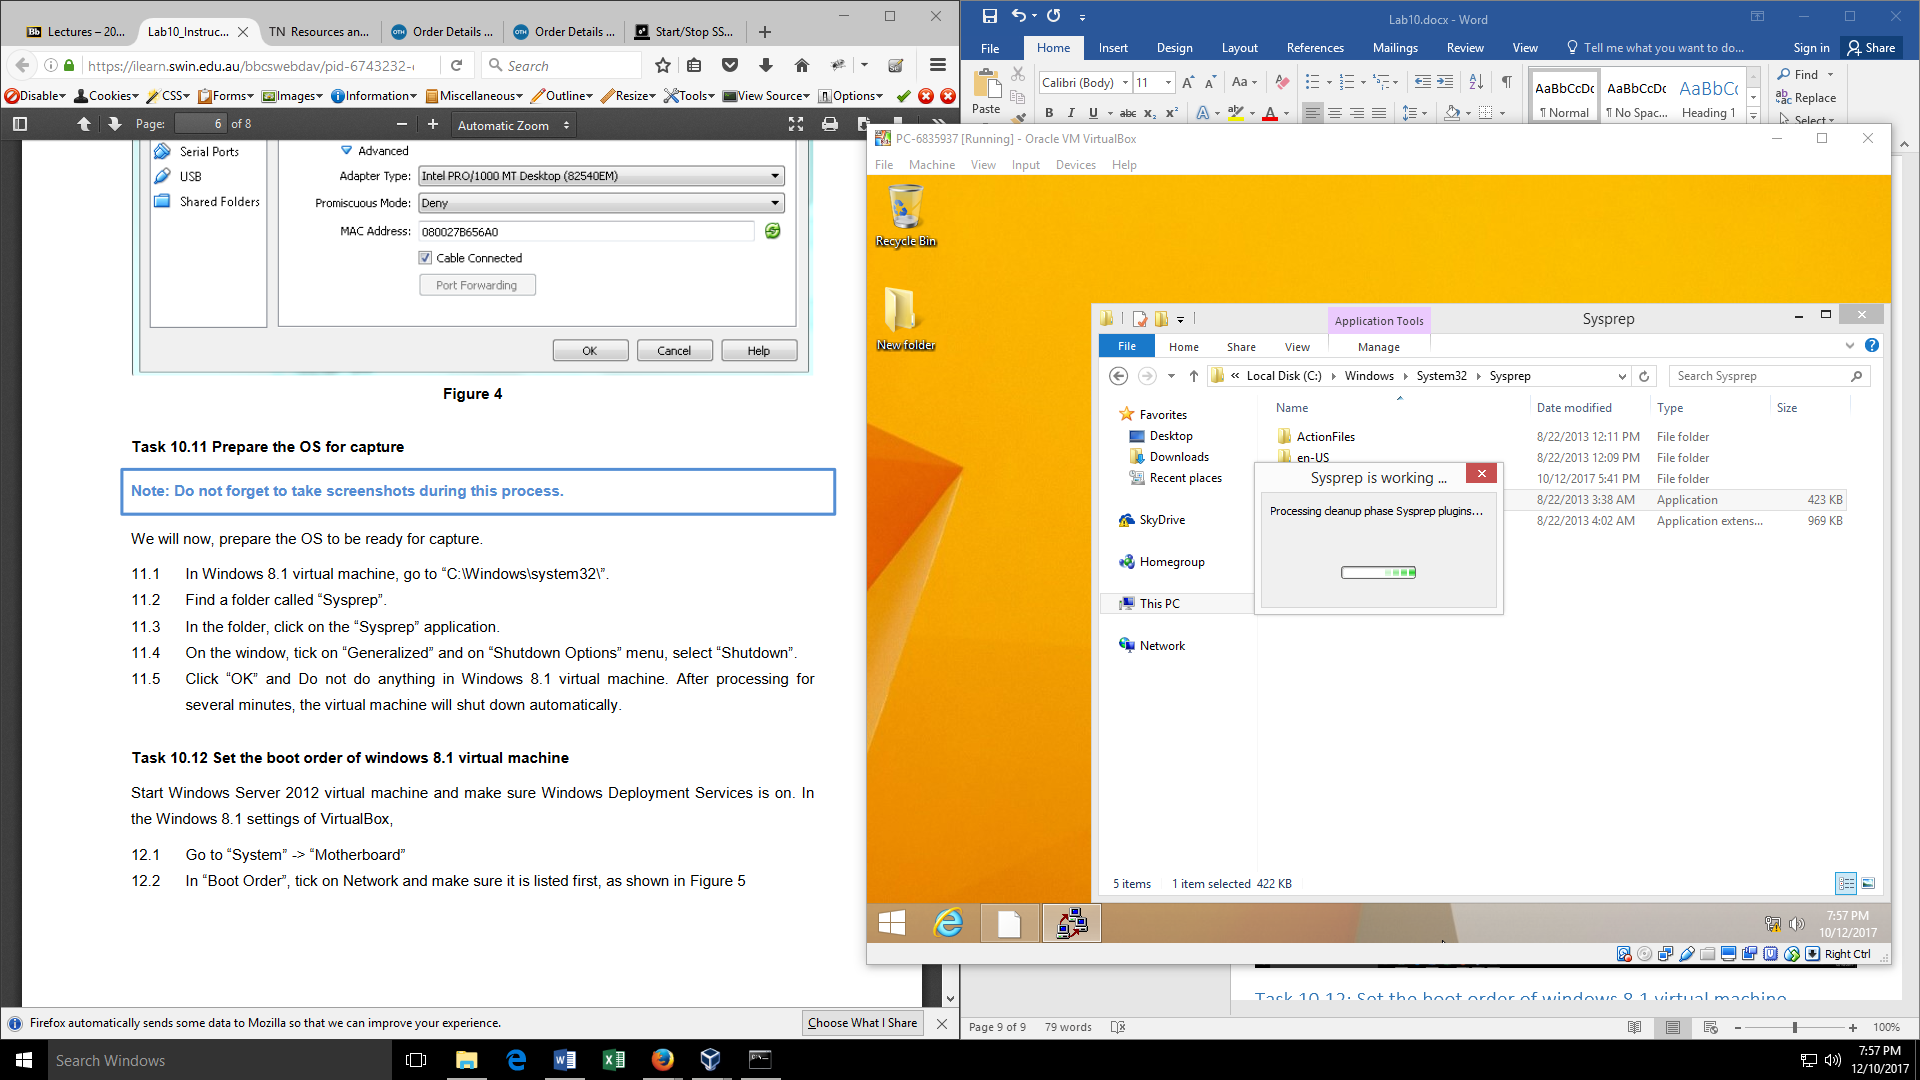 Lectures – 20...
Lab10_Instruc...
TN Resources an...
Order Details ...
Order Details ...
Start/Stop SS...
https://ilearn.swin.edu.au/bbcswebdav/pid-6743232-
Search
Disable
Cookies
CSS
Forms
Images
Information
Miscellaneous
Outline
Resize
Tools
View Source
Options
Page:
6
of 8
Automatic Zoom
Serial Ports
USB
Shared Folders
Advanced
Adapter Type:
Intel PRO/1000 MT Desktop (82540EM)
Promiscuous Mode:
Deny
MAC Address:
080027B656A0
Cable Connected
Port Forwarding
OK
Cancel
Help
Figure 4
Task 10.11 Prepare the OS for capture
Note: Do not forget to take screenshots during this process.
We will now, prepare the OS to be ready for capture.
11.1 In Windows 8.1 virtual machine, go to “C:\Windows\system32\”.
11.2 Find a folder called “Sysprep”.
11.3 In the folder, click on the “Sysprep” application.
11.4 On the window, tick on “Generalized” and on “Shutdown Options” menu, select “Shutdown”.
11.5 Click “OK” and Do not do anything in Windows 8.1 virtual machine. After processing for
several minutes, the virtual machine will shut down automatically.
Task 10.12 Set the boot order of windows 8.1 virtual machine
Start Windows Server 2012 virtual machine and make sure Windows Deployment Services is on. In
the Windows 8.1 settings of VirtualBox,
12.1 Go to “System” -> “Motherboard”
12.2 In “Boot Order”, tick on Network and make sure it is listed first, as shown in Figure 5
Firefox automatically sends some data to Mozilla so that we can improve your experience.
Choose What I Share
Lab10.docx - Word
File
Home
Insert
Design
Layout
References
Mailings
Review
View
Tell me what you want to do...
Sign in
Share
Paste
Calibri (Body)
11
AaBbCcDc
¶ Normal
AaBbCcDc
¶ No Spac...
AaBbCc
Heading 1
Find
Replace
Select
PC-6835937 [Running] - Oracle VM VirtualBox
File
Machine
View
Input
Devices
Help
Recycle Bin
New folder
Application Tools
Sysprep
File
Home
Share
View
Manage
« Local Disk (C:)
Windows
System32
Sysprep
Search Sysprep
Favorites
Desktop
Downloads
Recent places
SkyDrive
Homegroup
This PC
Network
Name
Date modified
Type
Size
ActionFiles
8/22/2013 12:11 PM
File folder
en-US
8/22/2013 12:09 PM
File folder
10/12/2017 5:41 PM
File folder
8/22/2013 3:38 AM
Application
423 KB
8/22/2013 4:02 AM
Application extens...
969 KB
Sysprep is working ...
Processing cleanup phase Sysprep plugins...
5 items
1 item selected 422 KB
7:57 PM
10/12/2017
Right Ctrl
Task 10.12: Set the boot order of windows 8.1 virtual machine
Page 9 of 9
79 words
100%
Search Windows
7:57 PM
12/10/2017